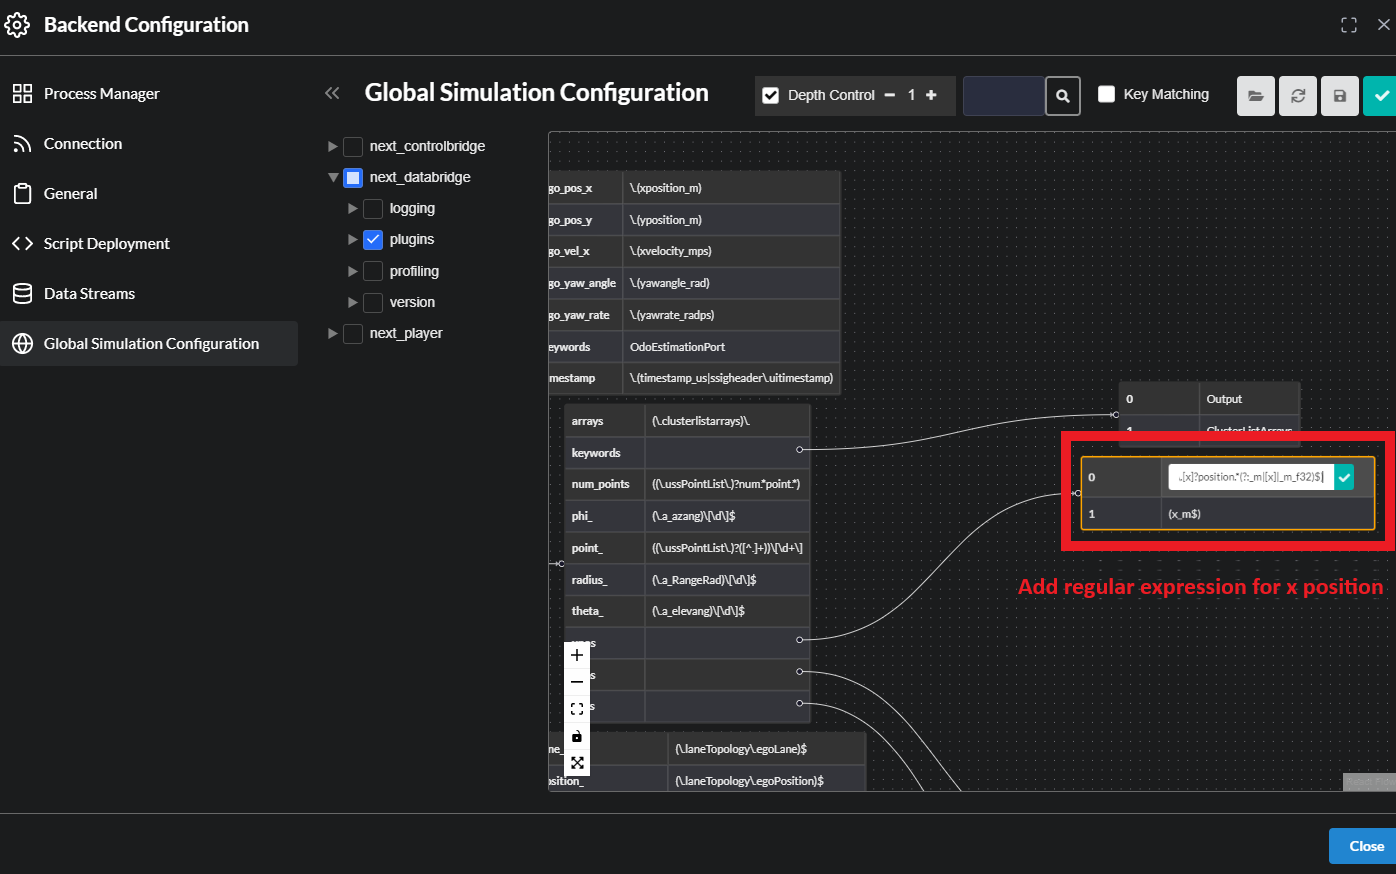 Backend Configuration
Process Manager
Connection
General
Script Deployment
Data Streams
Global Simulation Configuration
Global Simulation Configuration
Depth Control
1
Key Matching
next_controlbridge
next_databridge
logging
plugins
profiling
version
next_player
go_pos_x \.(xposition_m)
go_pos_y \.(yposition_m)
go_vel_x \.(xvelocity_mps)
go_yaw_angle \.(yawangle_rad)
go_yaw_rate \.(yawrate_radps)
eywords OdoEstimationPort
mestamp \.(timestamp_us|ssigheader\.uitimestamp)
arrays (\.clusterlistarrays)\.
keywords
num_points ((\.ussPointList\.)?num.*point.*)
phi_ (\.a_azang)\[\d\]$
point_ ((\.ussPointList\.)?([^.]+))\[\d+\]
radius_ (\.a_RangeRad)\[\d\]$
theta_ (\.a_elevang)\[\d\]$
s
s
ne_ (\.laneTopology\.egoLane)$
osition_ (\.laneTopology\.egoPosition)$
0 Output
1 ClusterListArrays
0 .[x]?position.*(?:_m|[x]|_m_f32)$|
1 (x_m$)
Add regular expression for x position
Close